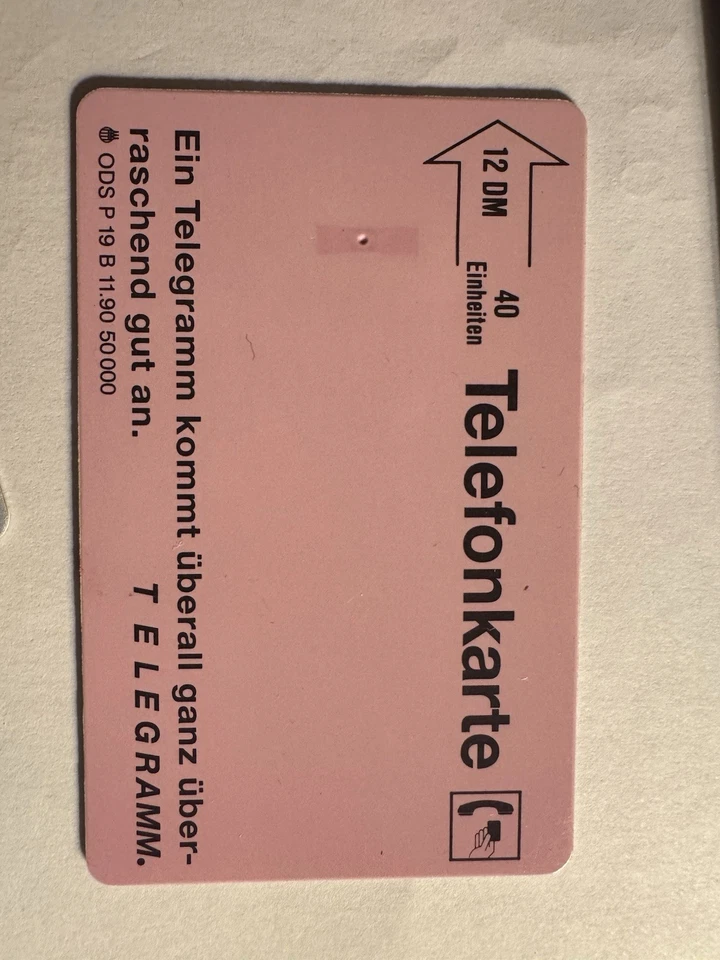 12 DM
40
Einheiten
Telefonkarte
Ein Telegramm kommt überall ganz über-
raschend gut an. TELEGRAMM.
ODS P 19 B 11.90 50 000